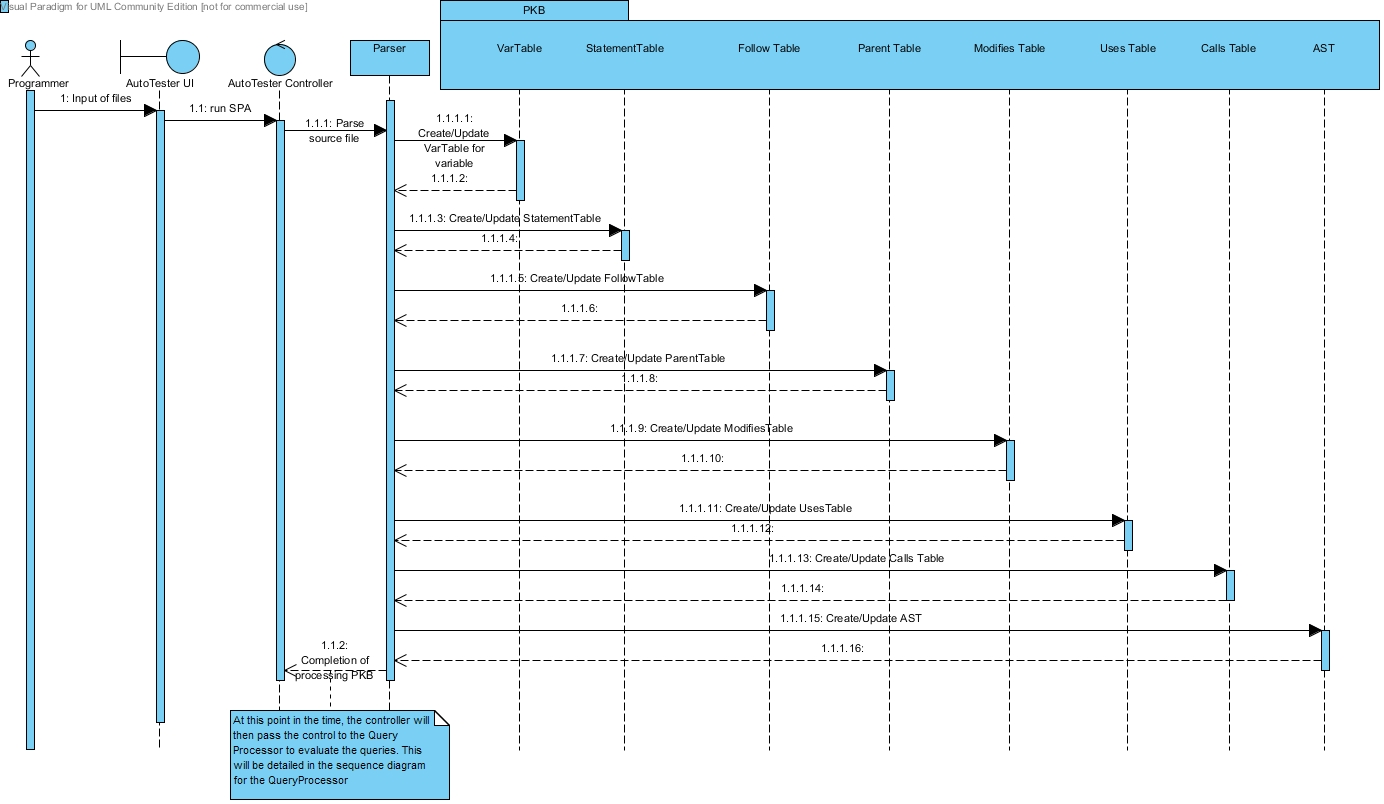 Visual Paradigm for UML Community Edition [not for commercial use]
PKB
Parser
VarTable
StatementTable
Follow Table
Parent Table
Modifies Table
Uses Table
Calls Table
AST
Programmer
AutoTester UI
AutoTester Controller
1: Input of files
1.1: run SPA
1.1.1: Parse
source file
1.1.1.1:
Create/Update
VarTable for
variable
1.1.1.2:
1.1.1.3: Create/Update StatementTable
1.1.1.4:
1.1.1.5: Create/Update FollowTable
1.1.1.6:
1.1.1.7: Create/Update ParentTable
1.1.1.8:
1.1.1.9: Create/Update ModifiesTable
1.1.1.10:
1.1.1.11: Create/Update UsesTable
1.1.1.12:
1.1.1.13: Create/Update Calls Table
1.1.1.14:
1.1.1.15: Create/Update AST
1.1.1.16:
1.1.2:
Completion of
processing PKB
At this point in the time, the controller will
then pass the control to the Query
Processor to evaluate the queries. This
will be detailed in the sequence diagram
for the QueryProcessor